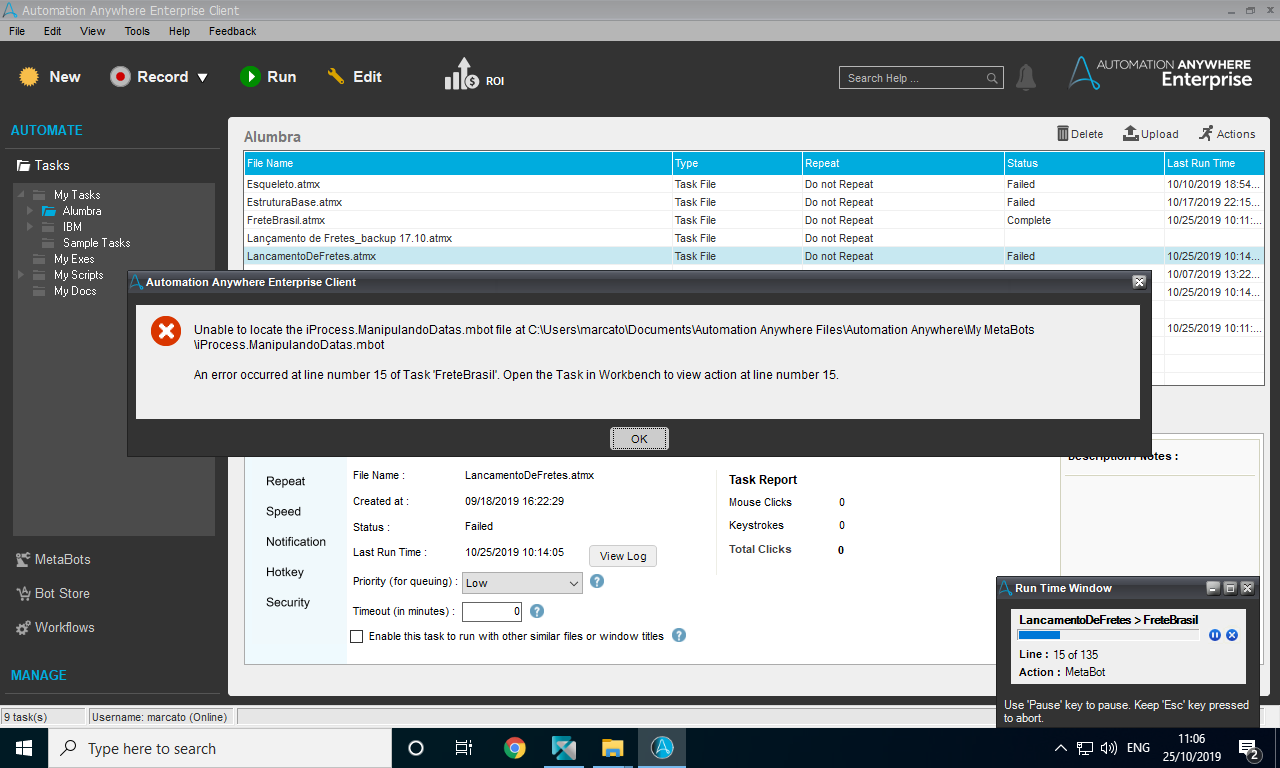 Automation Anywhere Enterprise Client
File Edit View Tools Help Feedback
New Record Run Edit ROI
Search Help ...
AUTOMATION ANYWHERE
Enterprise
AUTOMATE
Tasks
My Tasks
Alumbra
IBM
Sample Tasks
My Exes
My Scripts
My Docs
MetaBots
Bot Store
Workflows
MANAGE
Alumbra
Delete Upload Actions
File Name Type Repeat Status Last Run Time
Esqueleto.atmx Task File Do not Repeat Failed 10/10/2019 18:54...
EstruturaBase.atmx Task File Do not Repeat Failed 10/17/2019 22:15...
FreteBrasil.atmx Task File Do not Repeat Complete 10/25/2019 10:11:...
Lançamento de Fretes_backup 17.10.atmx Task File Do not Repeat
LancamentoDeFretes.atmx Task File Do not Repeat Failed 10/25/2019 10:14...
10/07/2019 13:22...
10/25/2019 10:14...
10/25/2019 10:11:...
Automation Anywhere Enterprise Client
Unable to locate the iProcess.ManipulandoDatas.mbot file at C:\Users\marcato\Documents\Automation Anywhere Files\Automation Anywhere\My MetaBots
\iProcess.ManipulandoDatas.mbot
An error occurred at line number 15 of Task 'FreteBrasil'. Open the Task in Workbench to view action at line number 15.
OK
Repeat
Speed
Notification
Hotkey
Security
File Name : LancamentoDeFretes.atmx
Created at : 09/18/2019 16:22:29
Status : Failed
Last Run Time : 10/25/2019 10:14:05 View Log
Priority (for queuing) : Low ?
Timeout (in minutes) : 0 ?
Enable this task to run with other similar files or window titles ?
Task Report
Mouse Clicks 0
Keystrokes 0
Total Clicks 0
Description / Notes :
Run Time Window
LancamentoDeFretes > FreteBrasil
Line : 15 of 135
Action : MetaBot
Use 'Pause' key to pause. Keep 'Esc' key pressed
to abort.
9 task(s) Username: marcato (Online)
Type here to search
ENG
11:06
25/10/2019
2